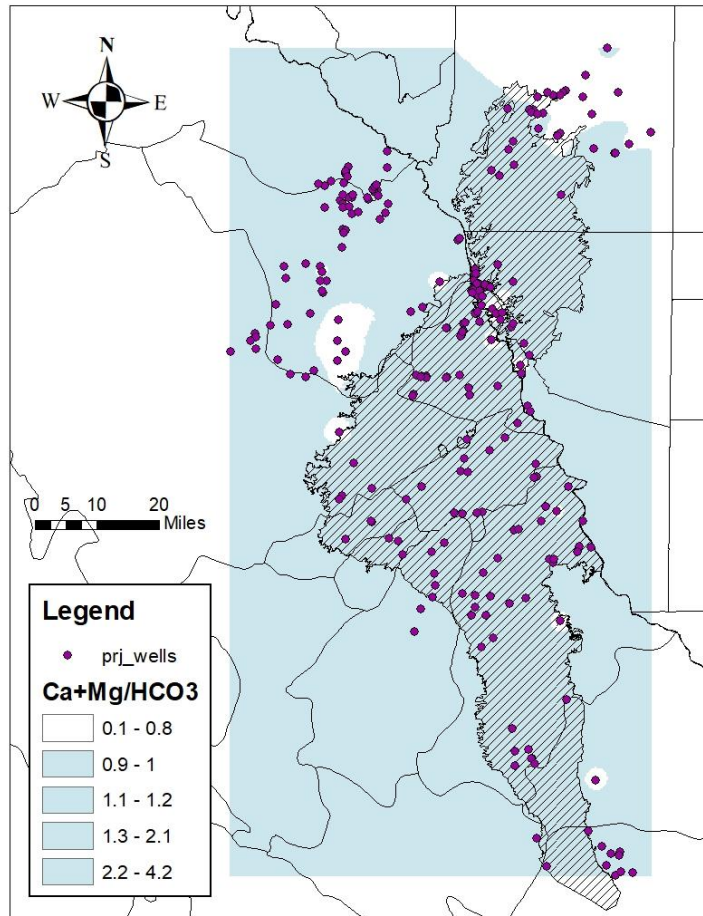 N
W E
S
0 5 10 20
Miles
Legend
prj_wells
Ca+Mg/HCO3
0.1 - 0.8
0.9 - 1
1.1 - 1.2
1.3 - 2.1
2.2 - 4.2